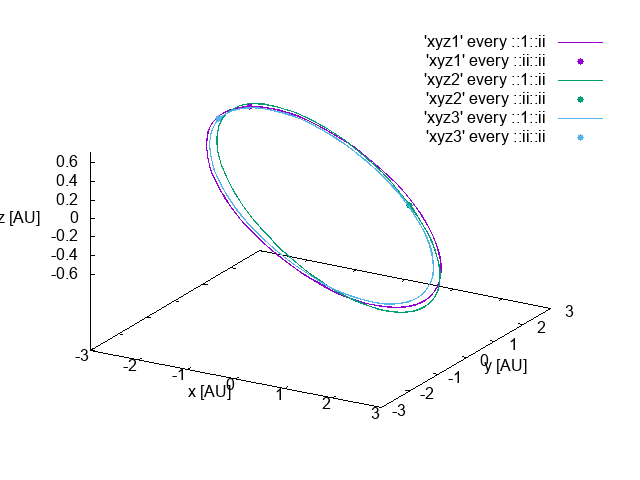 'xyz1' every ::1::ii
'xyz1' every ::ii::ii
'xyz2' every ::1::ii
'xyz2' every ::ii::ii
'xyz3' every ::1::ii
'xyz3' every ::ii::ii
0.6
0.4
0.2
0
-0.2
-0.4
-0.6
z [AU]
-3
-2
-1
0
1
2
3
x [AU]
-3
-2
-1
0
1
2
3
y [AU]